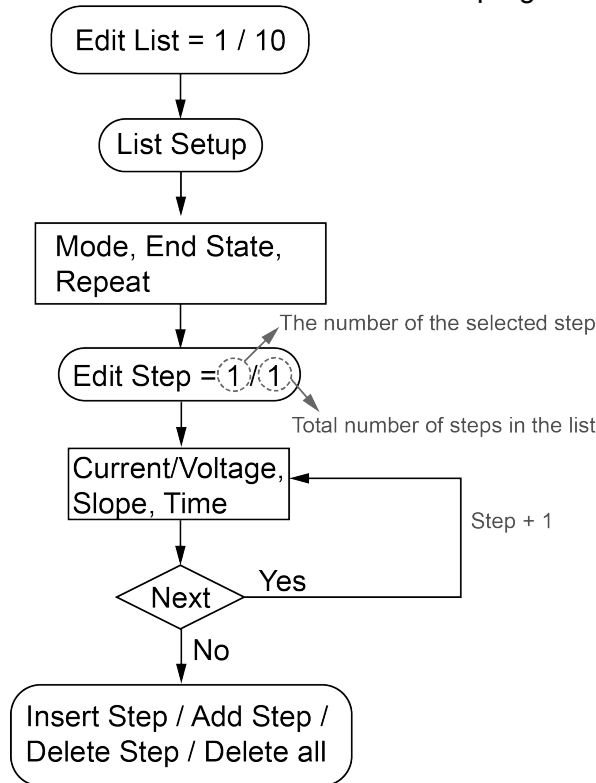 Edit List = 1 / 10
List Setup
Mode, End State,
Repeat
The number of the selected step
Edit Step = 1 / 1
Total number of steps in the list
Current/Voltage,
Slope, Time
Step + 1
Next
Yes
No
Insert Step / Add Step /
Delete Step / Delete all